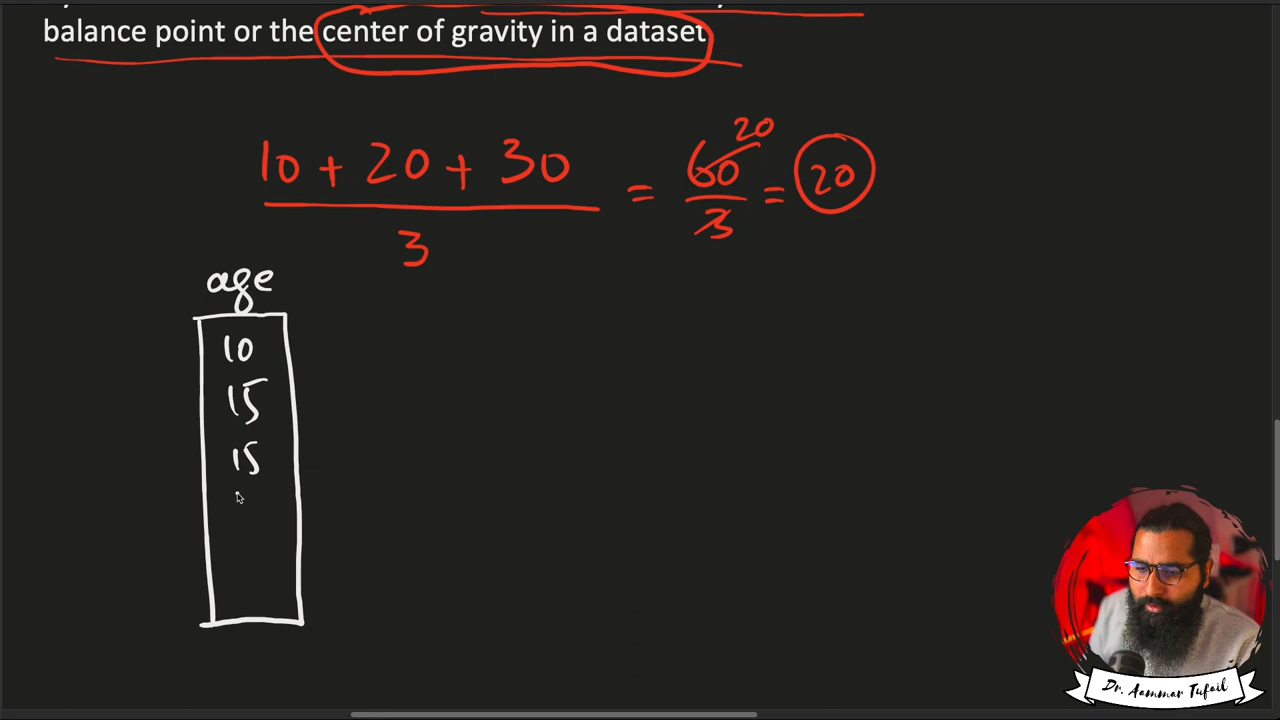 balance point or the center of gravity in a dataset
10 + 20 + 30 = 60 20 = 20
3 3
age
10
15
15
Dr. Aammar Tufail